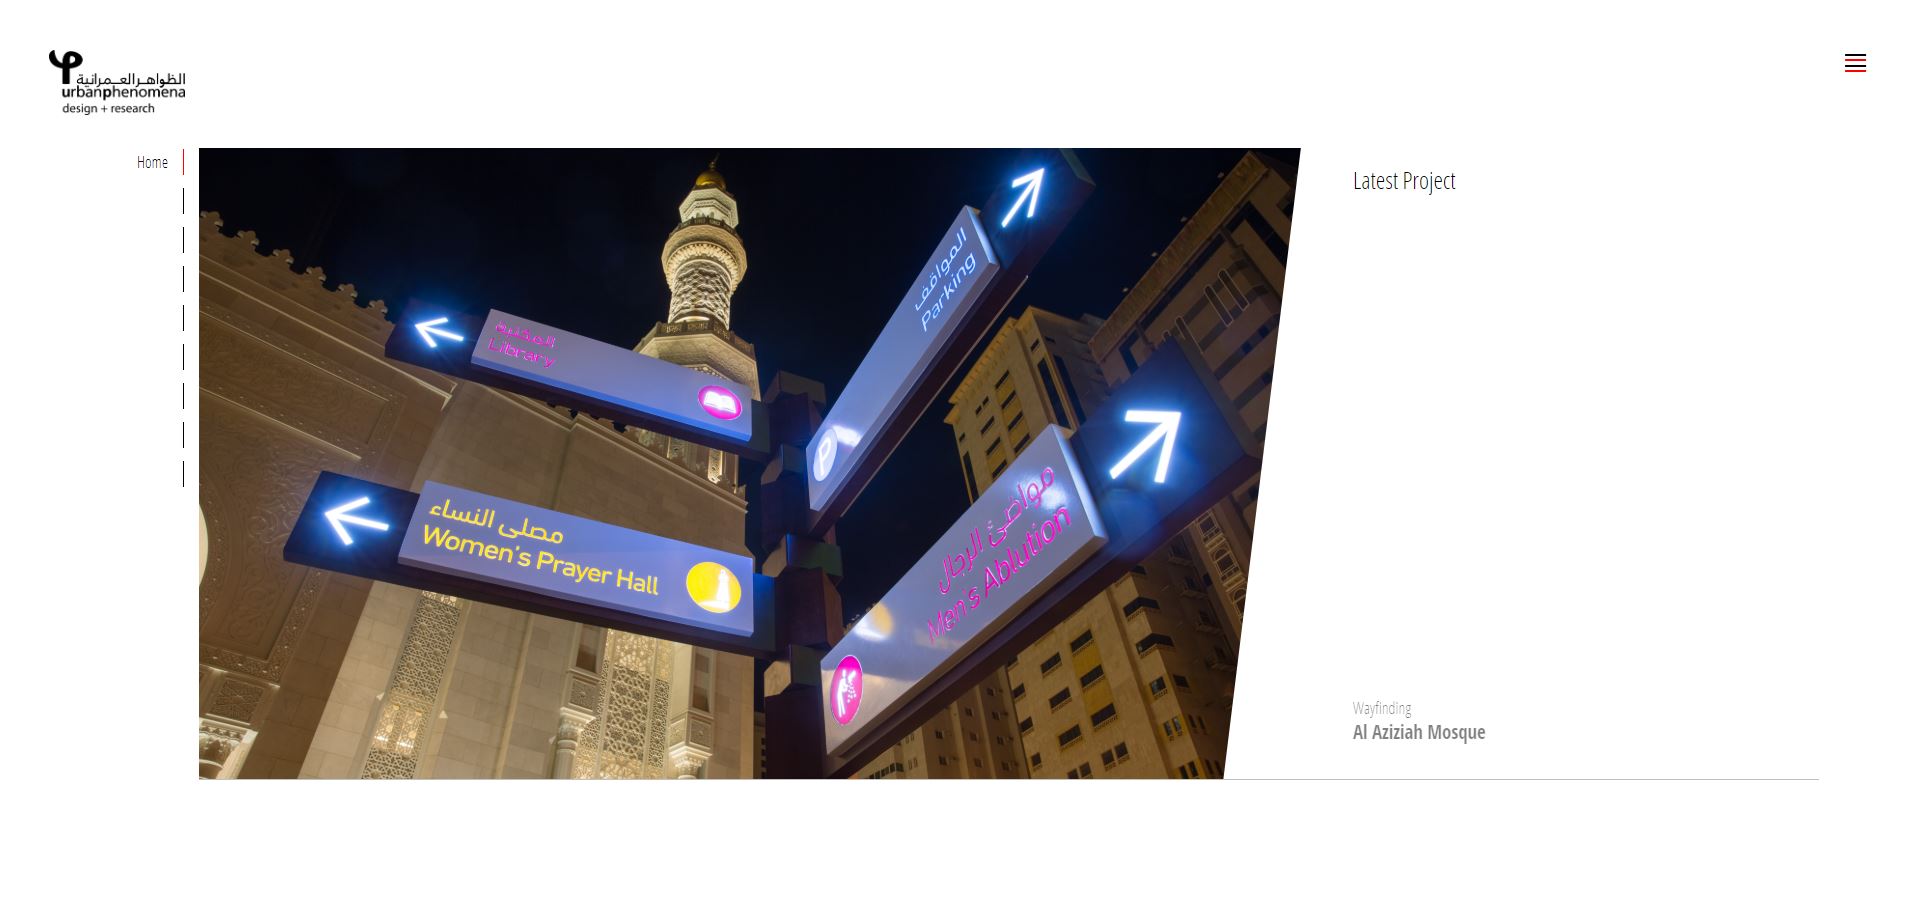 الظواهر العمرانية
urbanphenomena
design + research
Home
Latest Project
المكتبة
Library
المواقف
Parking
P
مصلى النساء
Women's Prayer Hall
مواضئ الرجال
Men's Ablution
Wayfinding
Al Aziziah Mosque